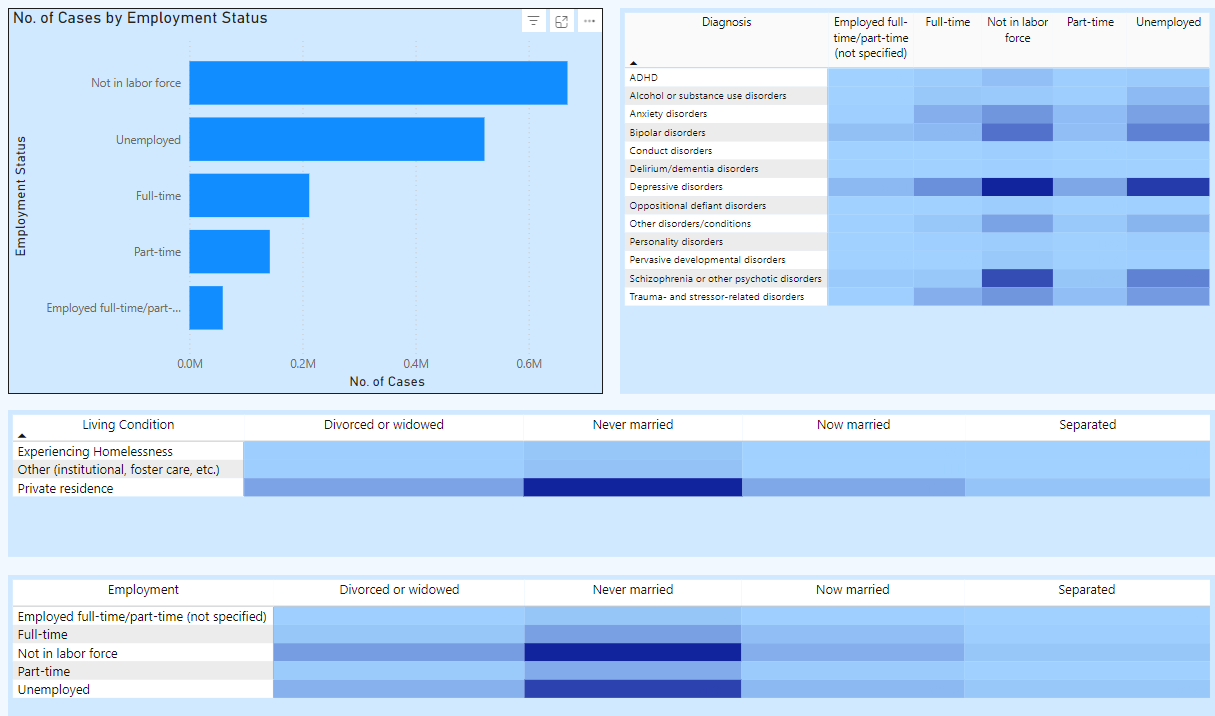 No. of Cases by Employment Status
Employment Status
Not in labor force
Unemployed
Full-time
Part-time
Employed full-time/part-...
0.0M 0.2M 0.4M 0.6M
No. of Cases
Diagnosis
Employed full-
time/part-time
(not specified)
Full-time
Not in labor
force
Part-time
Unemployed
ADHD
Alcohol or substance use disorders
Anxiety disorders
Bipolar disorders
Conduct disorders
Delirium/dementia disorders
Depressive disorders
Oppositional defiant disorders
Other disorders/conditions
Personality disorders
Pervasive developmental disorders
Schizophrenia or other psychotic disorders
Trauma- and stressor-related disorders
Living Condition Divorced or widowed Never married Now married Separated
Experiencing Homelessness
Other (institutional, foster care, etc.)
Private residence
Employment Divorced or widowed Never married Now married Separated
Employed full-time/part-time (not specified)
Full-time
Not in labor force
Part-time
Unemployed